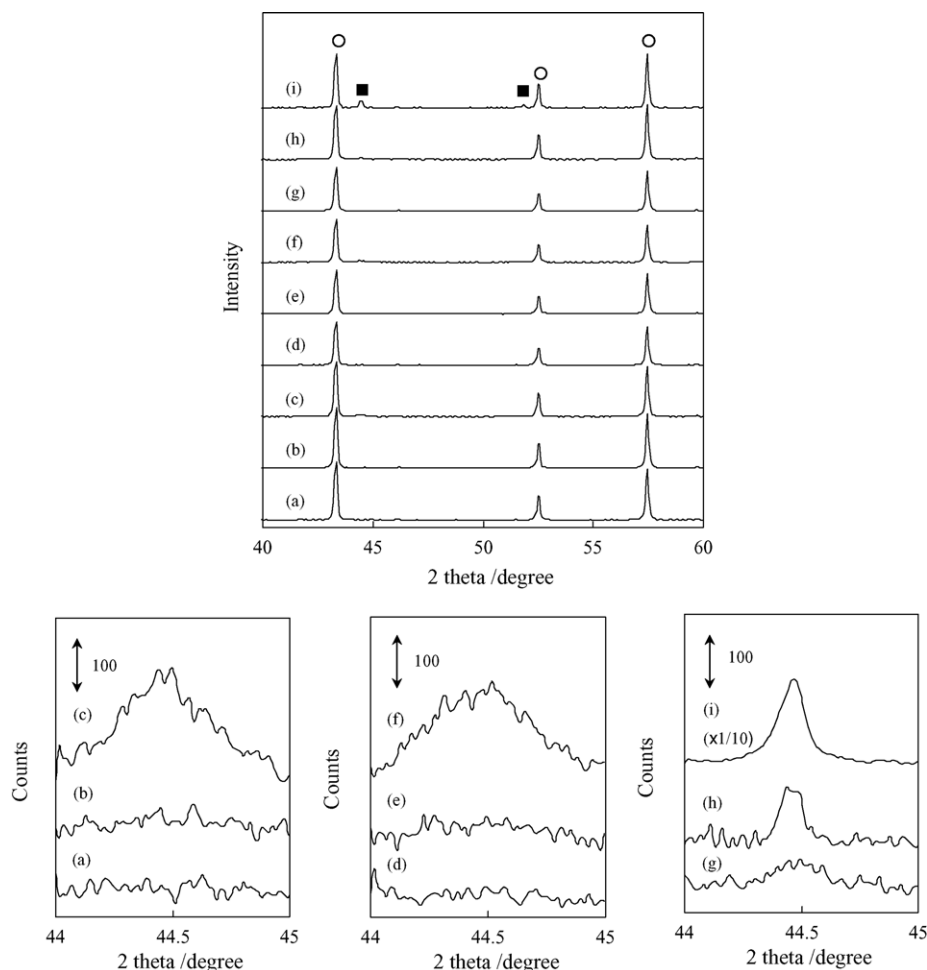 (i)
(h)
(g)
(f)
(e)
(d)
(c)
(b)
(a)
Intensity
40 45 50 55 60
2 theta /degree
100
(c)
(b)
(a)
Counts
44 44.5 45
2 theta /degree
100
(f)
(e)
(d)
Counts
44 44.5 45
2 theta /degree
100
(i)
(x1/10)
(h)
(g)
Counts
44 44.5 45
2 theta /degree